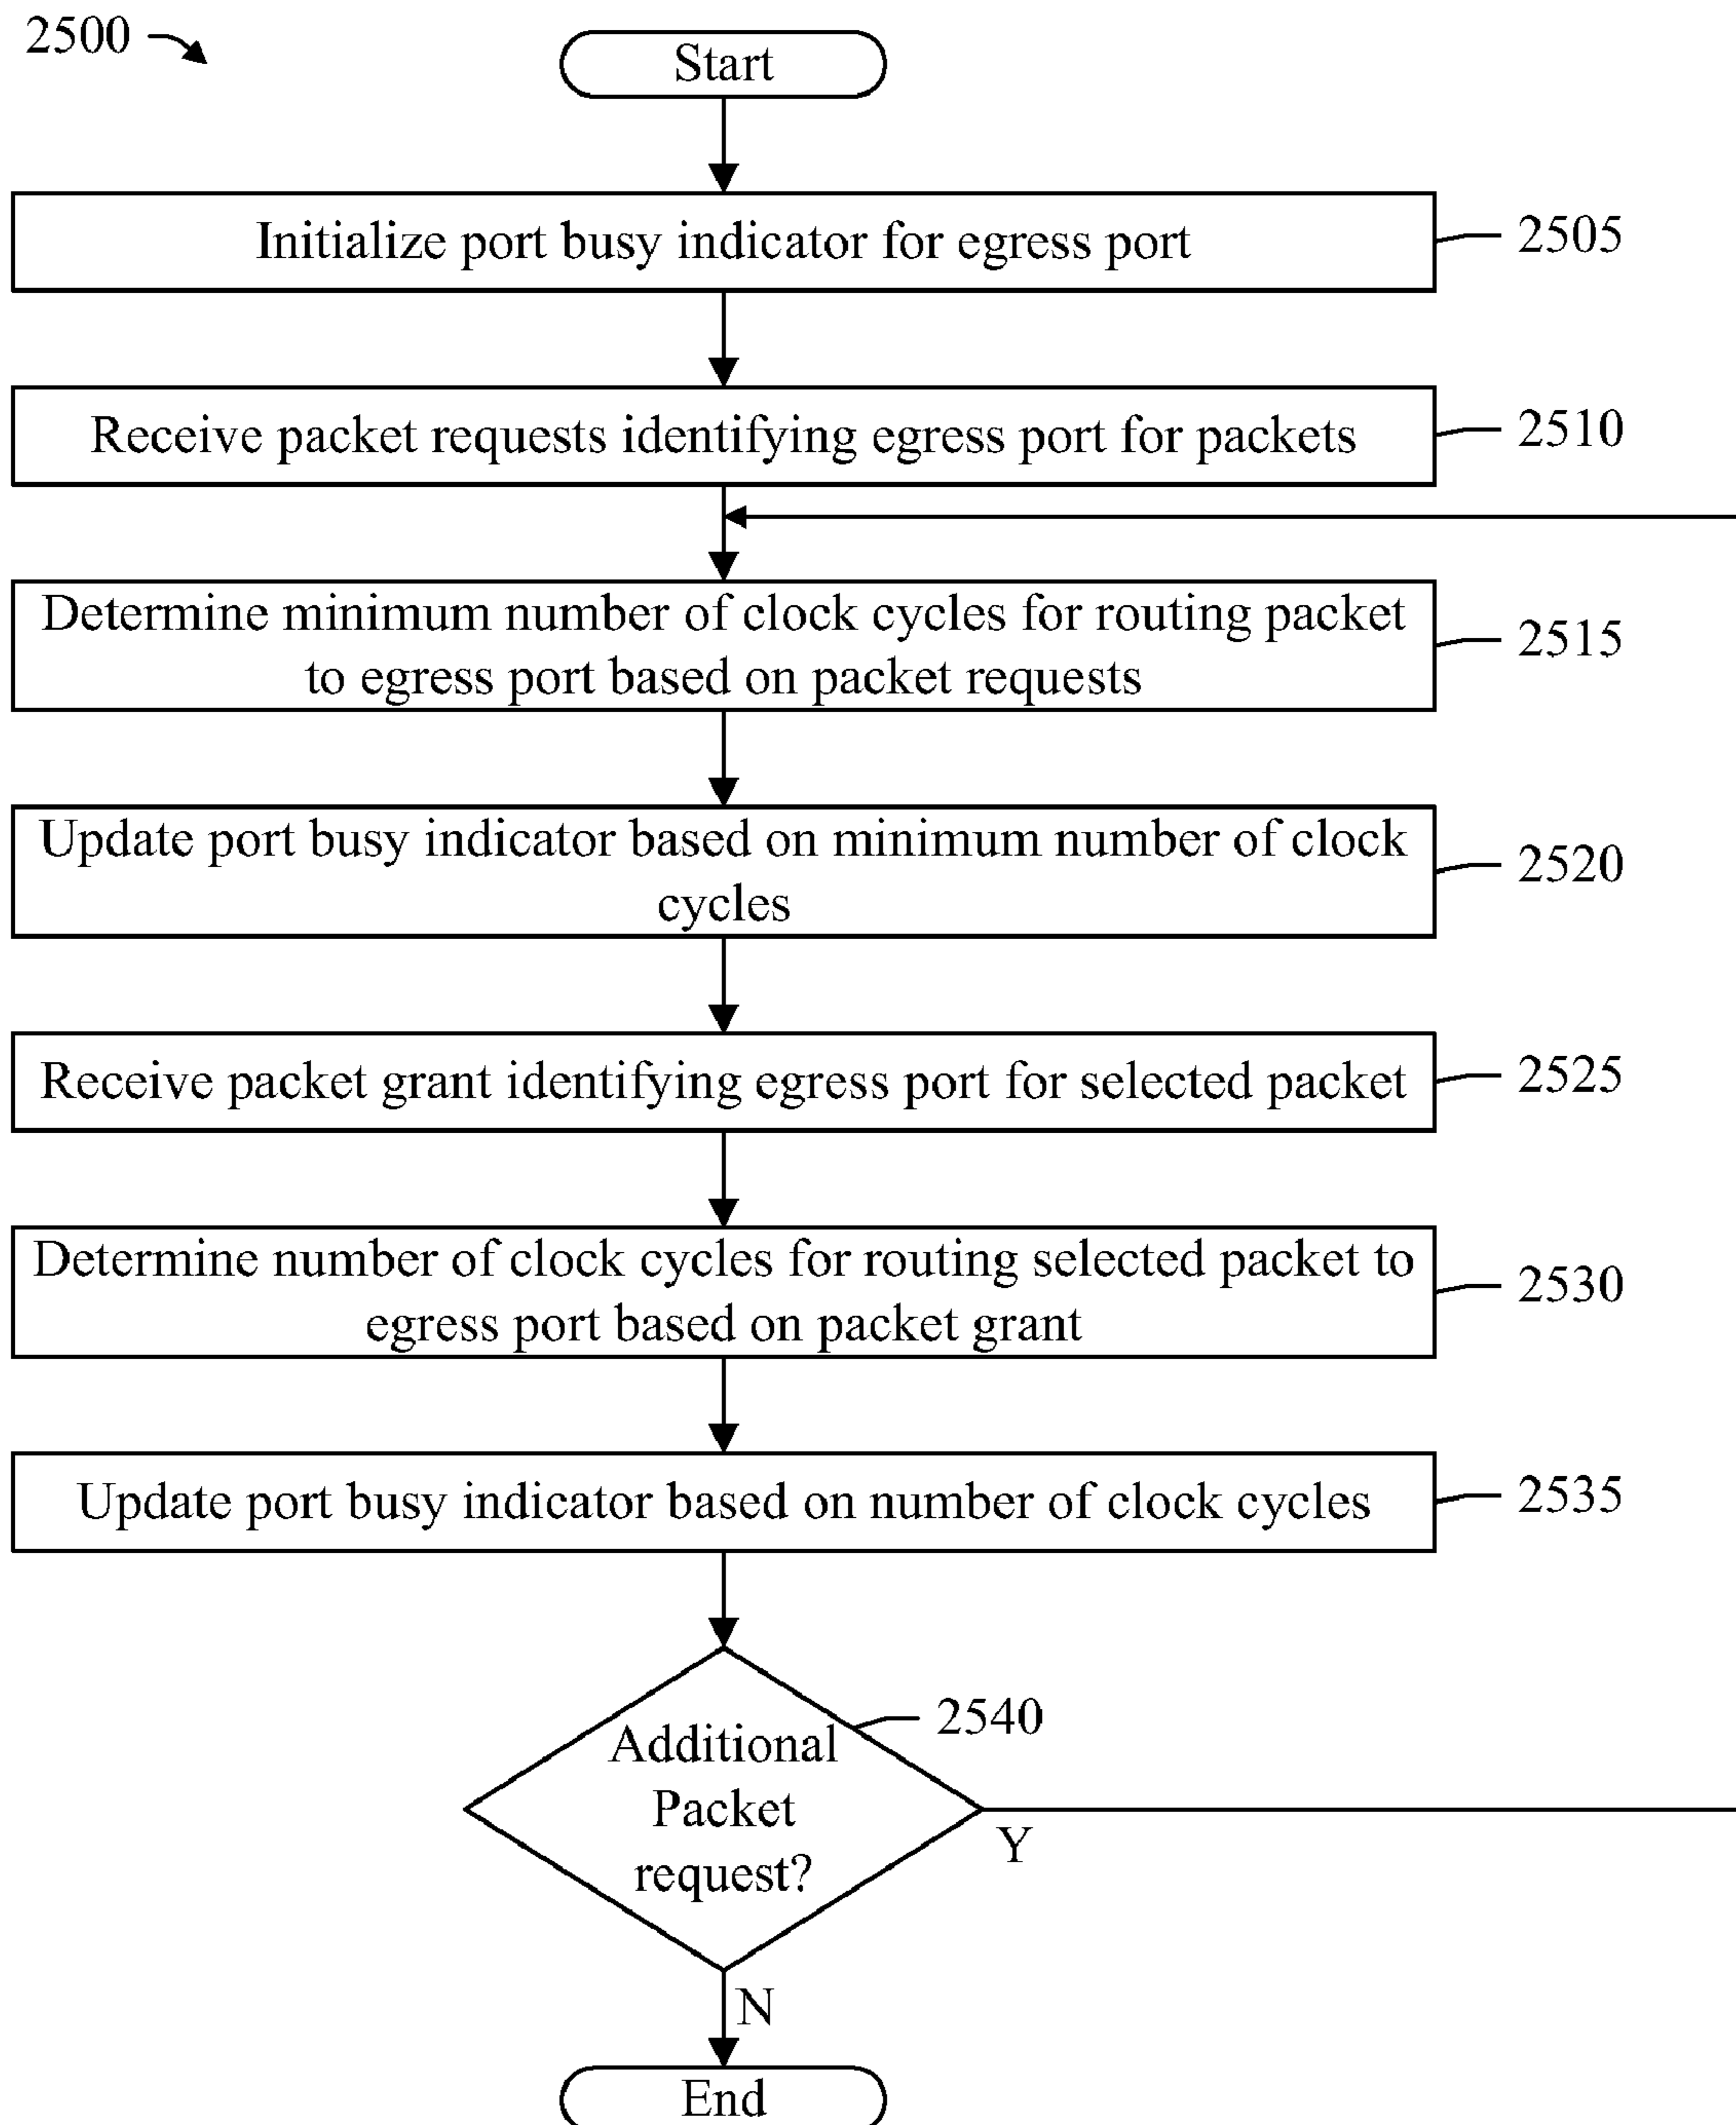 2500
Start
Initialize port busy indicator for egress port
2505
Receive packet requests identifying egress port for packets
2510
Determine minimum number of clock cycles for routing packet
to egress port based on packet requests
2515
Update port busy indicator based on minimum number of clock
cycles
2520
Receive packet grant identifying egress port for selected packet
2525
Determine number of clock cycles for routing selected packet to
egress port based on packet grant
2530
Update port busy indicator based on number of clock cycles
2535
Additional
Packet
request?
2540
Y
N
End